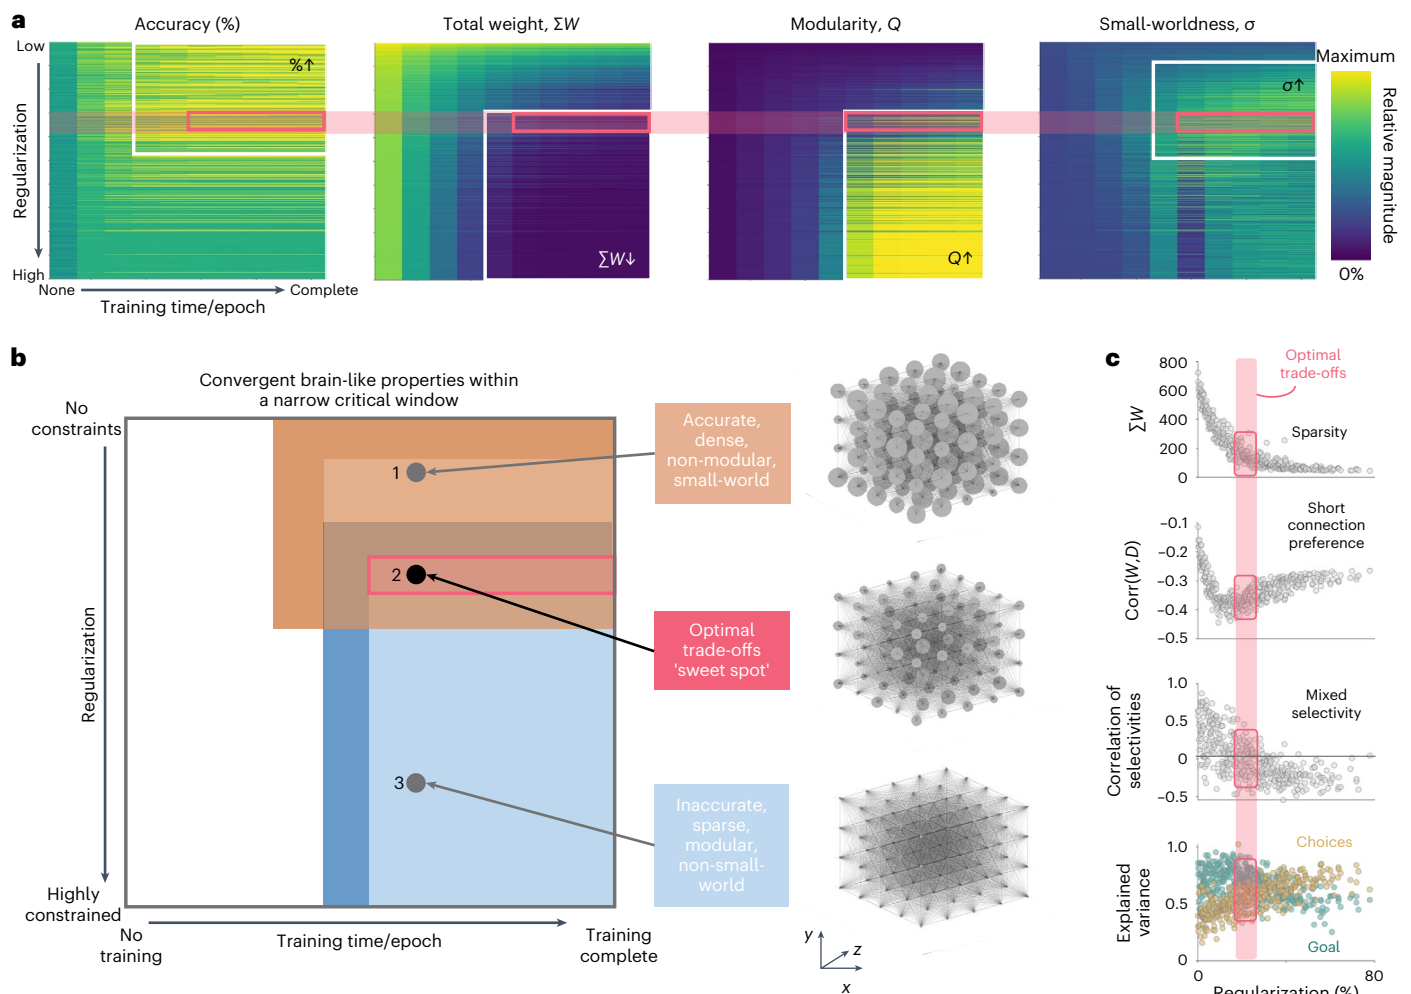 a
Accuracy (%)
Total weight, ΣW
Modularity, Q
Small-worldness, σ
Low
Regularization
High
%↑
ΣW↓
Q↑
σ↑
Maximum
Relative magnitude
0%
None
Complete
Training time/epoch
b
Convergent brain-like properties within
a narrow critical window
No
constraints
Regularization
Highly
constrained
No
training
Training time/epoch
Training
complete
1
2
3
Accurate,
dense,
non-modular,
small-world
Optimal
trade-offs
'sweet spot'
Inaccurate,
sparse,
modular,
non-small-
world
y
z
x
c
Optimal
trade-offs
ΣW
800
600
400
200
0
Sparsity
Corr(W,D)
–0.1
–0.2
–0.3
–0.4
–0.5
Short
connection
preference
Correlation of
selectivities
1.0
0.5
0
–0.5
Mixed
selectivity
Explained
variance
1.0
0.5
0
Choices
Goal
0
80
Regularization (%)